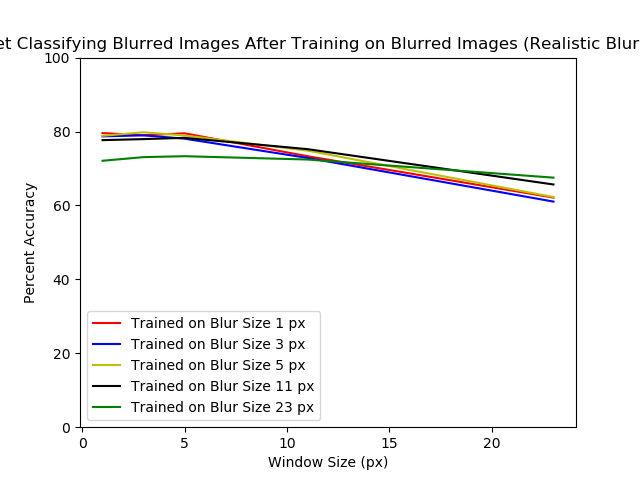 et Classifying Blurred Images After Training on Blurred Images (Realistic Blur
100
80
60
40
20
0
Percent Accuracy
Trained on Blur Size 1 px
Trained on Blur Size 3 px
Trained on Blur Size 5 px
Trained on Blur Size 11 px
Trained on Blur Size 23 px
0 5 10 15 20
Window Size (px)